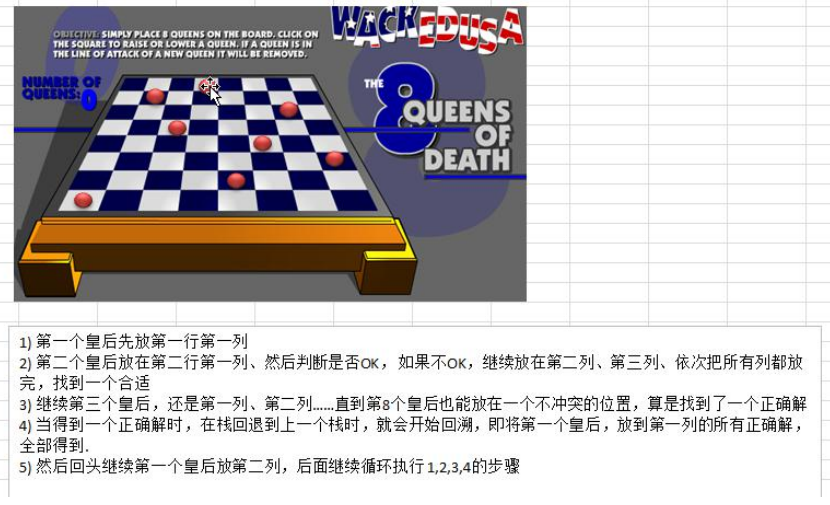 WACKEDUSA
OBJECTIVE: SIMPLY PLACE 8 QUEENS ON THE BOARD. CLICK ON
THE SQUARE TO RAISE OR LOWER A QUEEN. IF A QUEEN IS IN
THE LINE OF ATTACK OF A NEW QUEEN IT WILL BE REMOVED.
NUMBER OF
QUEENS: 0
THE
8
QUEENS
OF
DEATH
1) 第一个皇后先放第一行第一列
2) 第二个皇后放在第二行第一列、然后判断是否OK，如果不OK，继续放在第二列、第三列、依次把所有列都放
完，找到一个合适
3) 继续第三个皇后，还是第一列、第二列……直到第8个皇后也能放在一个不冲突的位置，算是找到了一个正确解
4) 当得到一个正确解时，在栈回退到上一个栈时，就会开始回溯，即将第一个皇后，放到第一列的所有正确解，
全部得到.
5) 然后回头继续第一个皇后放第二列，后面继续循环执行 1,2,3,4的步骤